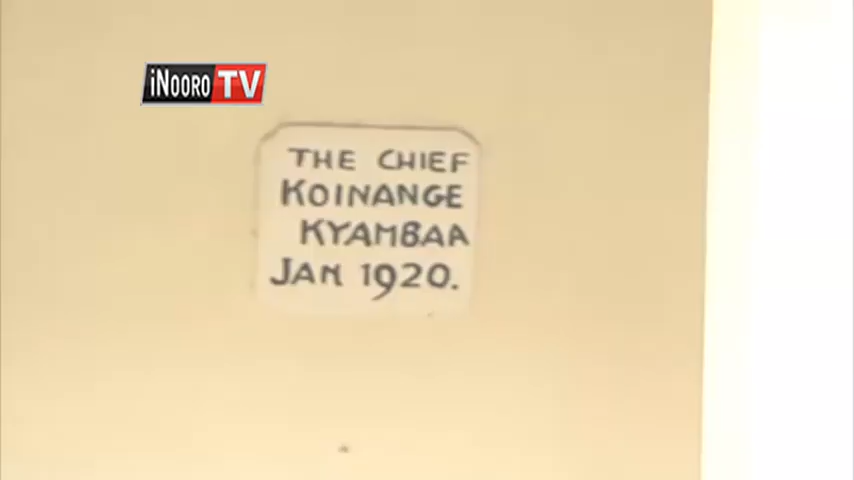 iNOORO TV
THE CHIEF
KOINANGE
KYAMBAA
JAN 1920.